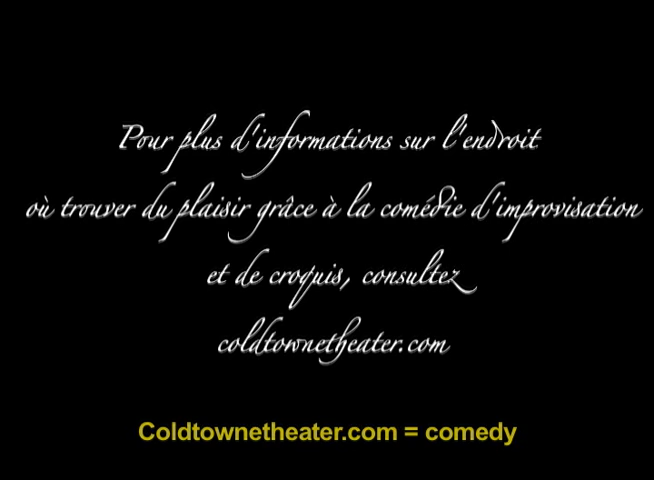 Pour plus d'informations sur l'endroit
où trouver du plaisir grâce à la comédie d'improvisation
et de croquis, consultez
coldtownetheater.com
Coldtownetheater.com = comedy